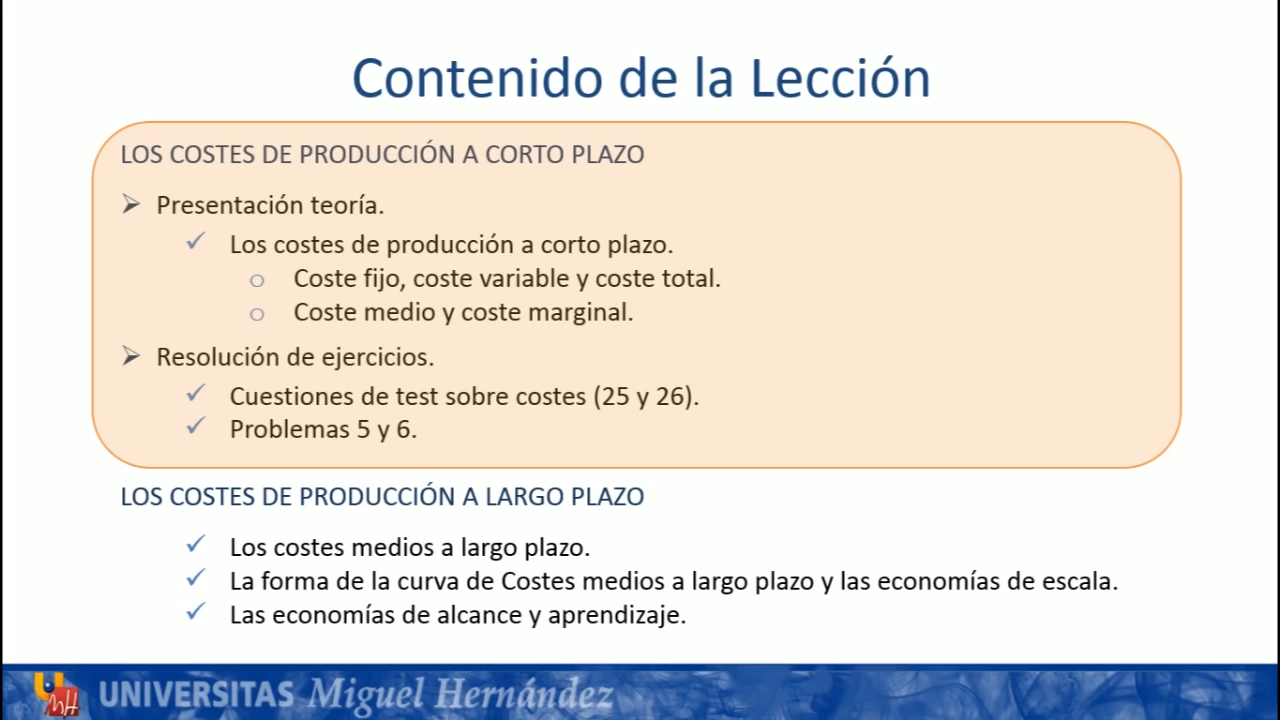 Contenido de la Lección
LOS COSTES DE PRODUCCIÓN A CORTO PLAZO
Presentación teoría.
Los costes de producción a corto plazo.
Coste fijo, coste variable y coste total.
Coste medio y coste marginal.
Resolución de ejercicios.
Cuestiones de test sobre costes (25 y 26).
Problemas 5 y 6.
LOS COSTES DE PRODUCCIÓN A LARGO PLAZO
Los costes medios a largo plazo.
La forma de la curva de Costes medios a largo plazo y las economías de escala.
Las economías de alcance y aprendizaje.
UNIVERSITAS Miguel Hernández